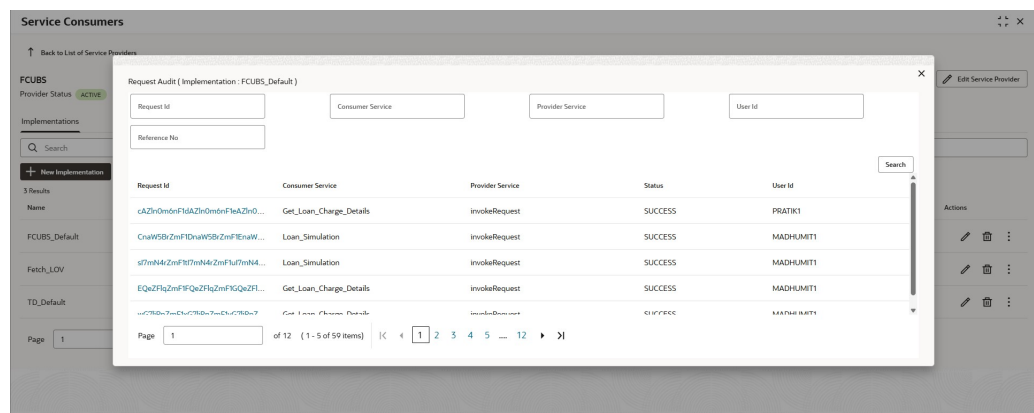 Service Consumers
Back to List of Service Providers
FCUBS
Provider Status ACTIVE
Edit Service Provider
Implementations
Search
New Implementation
3 Results
Name Actions
FCUBS_Default
Fetch_LOV
TD_Default
Page 1
Request Audit ( Implementation : FCUBS_Default )
Request Id Consumer Service Provider Service User Id
Reference No
Search
Request Id Consumer Service Provider Service Status User Id
Get_Loan_Charge_Details invokeRequest SUCCESS PRATIK1
Loan_Simulation invokeRequest SUCCESS MADHUMIT1
Loan_Simulation invokeRequest SUCCESS MADHUMIT1
Get_Loan_Charge_Details invokeRequest SUCCESS MADHUMIT1
Get_Loan_Charge_Details invokeRequest SUCCESS MADHUMIT1
Page 1 of 12 ( 1 - 5 of 59 items) 1 2 3 4 5 .... 12